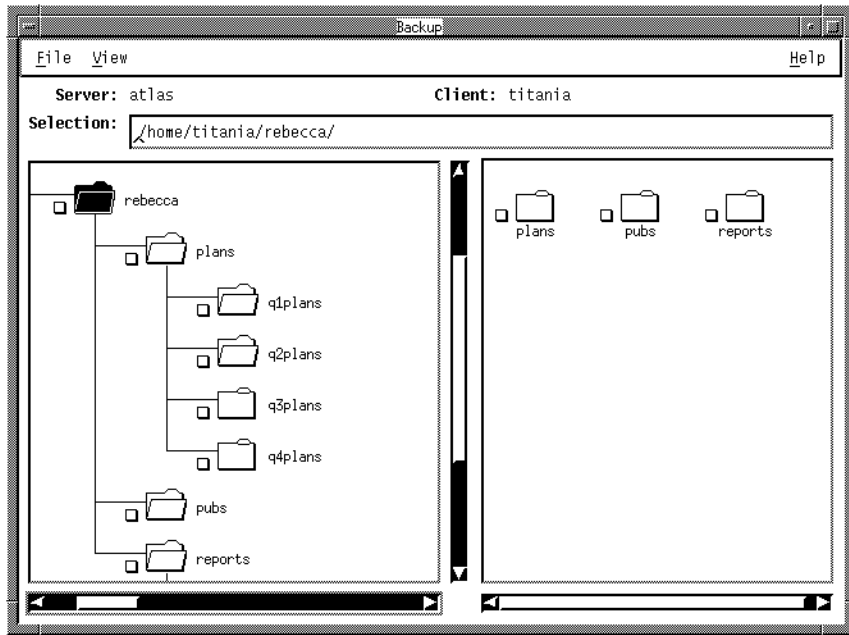 Backup
File View Help
Server: atlas Client: titania
Selection: /home/titania/rebecca/
rebecca
plans
q1plans
q2plans
q3plans
q4plans
pubs
reports
plans pubs reports